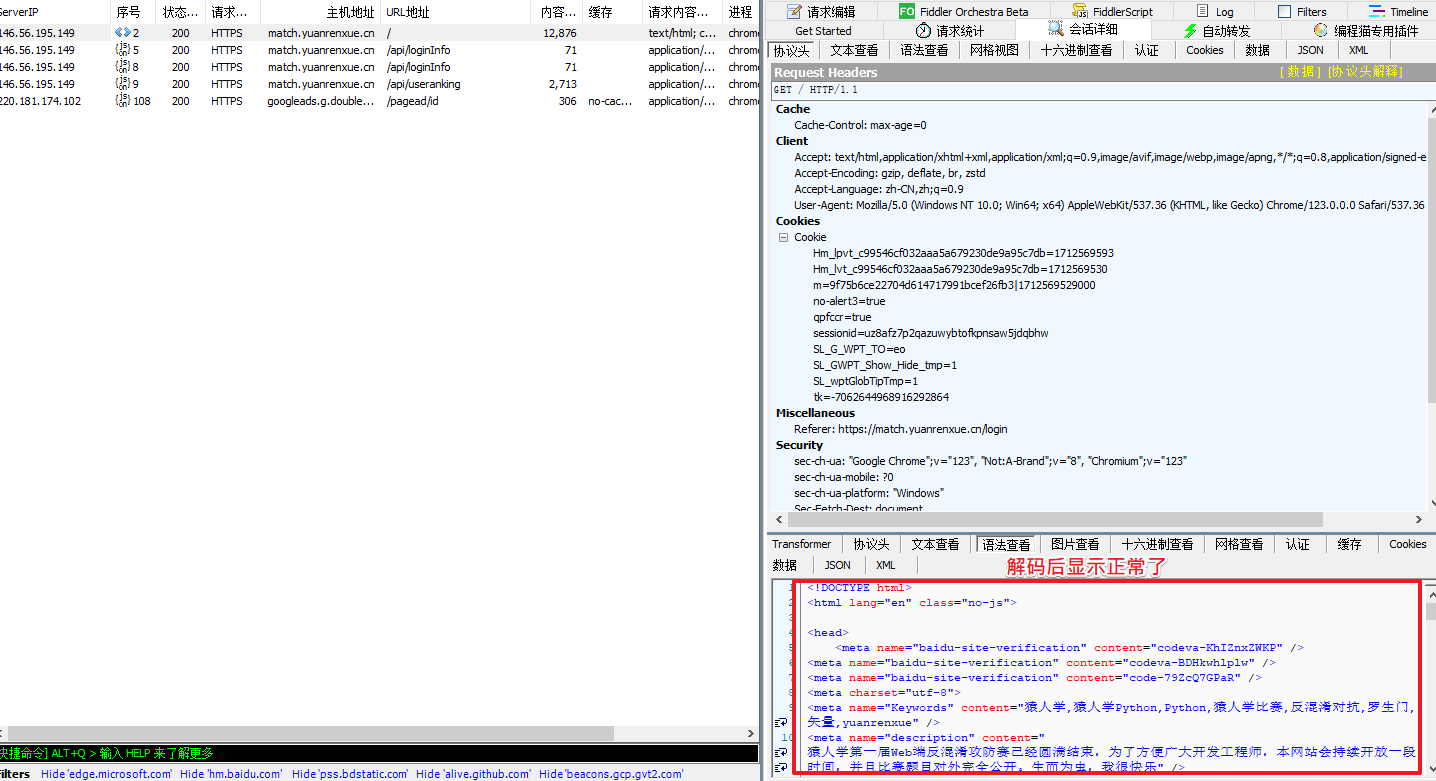 ServerIP 序号 状态... 请求... 主机地址 URL地址 内容... 缓存 请求内容... 进程
146.56.195.149 2 200 HTTPS match.yuanrenxue.cn / 12,876 text/html; c... chrome
146.56.195.149 5 200 HTTPS match.yuanrenxue.cn /api/loginInfo 71 application/... chrome
146.56.195.149 8 200 HTTPS match.yuanrenxue.cn /api/loginInfo 71 application/... chrome
146.56.195.149 9 200 HTTPS match.yuanrenxue.cn /api/useranking 2,713 application/... chrome
220.181.174.102 108 200 HTTPS googleads.g.double... /pagead/id 306 no-cac... application/... chrome
快捷命令] ALT+Q > 输入 HELP 来了解更多
Filters Hide 'edge.microsoft.com' Hide 'hm.baidu.com' Hide 'pss.bdstatic.com' Hide 'alive.github.com' Hide 'beacons.gcp.gvt2.com'
请求编辑 FO Fiddler Orchestra Beta FiddlerScript Log Filters Timeline
Get Started 请求统计 会话详细 自动转发 编程猫专用插件
协议头 文本查看 语法查看 网格视图 十六进制查看 认证 Cookies 数据 JSON XML
Request Headers [ 数据 ] [协议头解释]
GET / HTTP/1.1
Cache
Cache-Control: max-age=0
Client
Accept: text/html,application/xhtml+xml,application/xml;q=0.9,image/avif,image/webp,image/apng,*/*;q=0.8,application/signed-e
Accept-Encoding: gzip, deflate, br, zstd
Accept-Language: zh-CN,zh;q=0.9
User-Agent: Mozilla/5.0 (Windows NT 10.0; Win64; x64) AppleWebKit/537.36 (KHTML, like Gecko) Chrome/123.0.0.0 Safari/537.36
Cookies
Cookie
Hm_lpvt_c99546cf032aaa5a679230de9a95c7db=1712569593
Hm_lvt_c99546cf032aaa5a679230de9a95c7db=1712569530
m=9f75b6ce22704d614717991bcef26fb3|1712569529000
no-alert3=true
qpfccr=true
sessionid=uz8afz7p2qazuwybtofkpnsaw5jdqbhw
SL_G_WPT_TO=eo
SL_GWPT_Show_Hide_tmp=1
SL_wptGlobTipTmp=1
tk=-7062644968916292864
Miscellaneous
Referer: https://match.yuanrenxue.cn/login
Security
sec-ch-ua: "Google Chrome";v="123", "Not:A-Brand";v="8", "Chromium";v="123"
sec-ch-ua-mobile: ?0
sec-ch-ua-platform: "Windows"
Sec-Fetch-Dest: document
Transformer 协议头 文本查看 语法查看 图片查看 十六进制查看 网格查看 认证 缓存 Cookies
数据 JSON XML
解码后显示正常了
1 <!DOCTYPE html>
2 <html lang="en" class="no-js">
3
4 <head>
5 <meta name="baidu-site-verification" content="codeva-KhIZnxZWKP" />
6 <meta name="baidu-site-verification" content="codeva-BDHkwhlplw" />
7 <meta name="baidu-site-verification" content="code-79ZcQ7GPaR" />
8 <meta charset="utf-8">
9 <meta name="Keywords" content="猿人学,猿人学Python,Python,猿人学比赛,反混淆对抗,罗生门,
矢量,yuanrenxue" />
10 <meta name="description" content="
猿人学第一届Web端反混淆攻防赛已经圆满结束，为了方便广大开发工程师，本网站会持续开放一段
时间，并且比赛题目对外完全公开。生而为虫，我很快乐" />